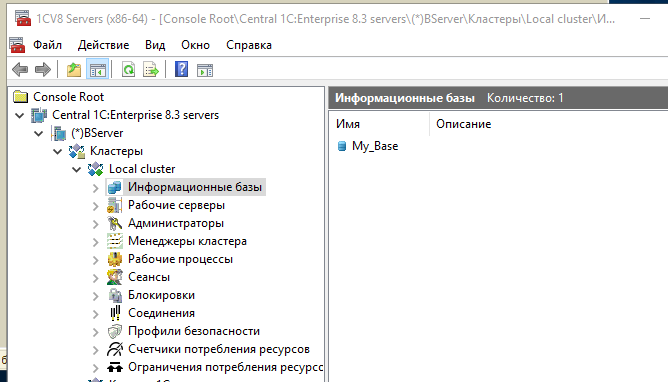 1CV8 Servers (x86-64) - [Console Root\Central 1C:Enterprise 8.3 servers\(*)BServer\Кластеры\Local cluster\И...
Файл Действие Вид Окно Справка
Console Root
Central 1C:Enterprise 8.3 servers
(*)BServer
Кластеры
Local cluster
Информационные базы
Рабочие серверы
Администраторы
Менеджеры кластера
Рабочие процессы
Сеансы
Блокировки
Соединения
Профили безопасности
Счетчики потребления ресурсов
Ограничения потребления ресурсс
Информационные базы Количество: 1
Имя Описание
My_Base